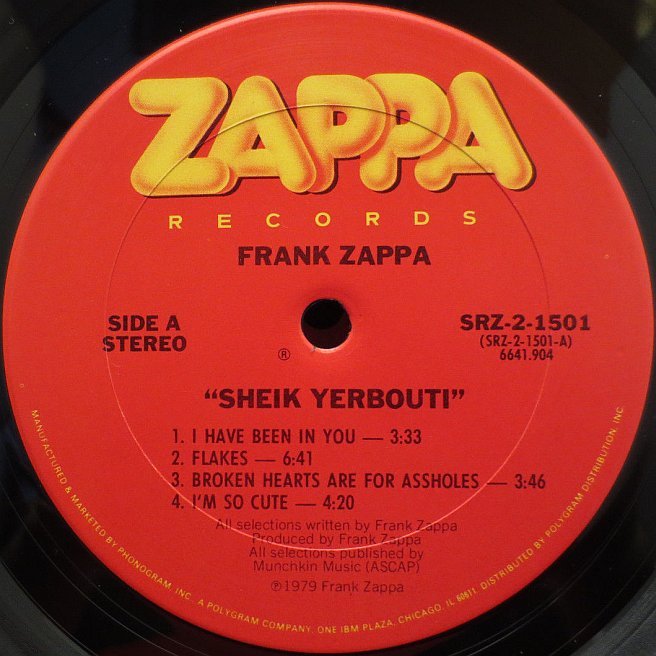 ZAPPA
RECORDS
FRANK ZAPPA
SIDE A
STEREO
SRZ-2-1501
(SRZ-2-1501-A)
6641.904
℗
"SHEIK YERBOUTI"
1. I HAVE BEEN IN YOU — 3:33
2. FLAKES — 6:41
3. BROKEN HEARTS ARE FOR ASSHOLES — 3:46
4. I'M SO CUTE — 4:20
All selections written by Frank Zappa
Produced by Frank Zappa
All selections published by
Munchkin Music (ASCAP)
℗1979 Frank Zappa
MANUFACTURED & MARKETED BY PHONOGRAM, INC. A POLYGRAM COMPANY, ONE IBM PLAZA, CHICAGO, IL 60611. DISTRIBUTED BY POLYGRAM DISTRIBUTION, INC.